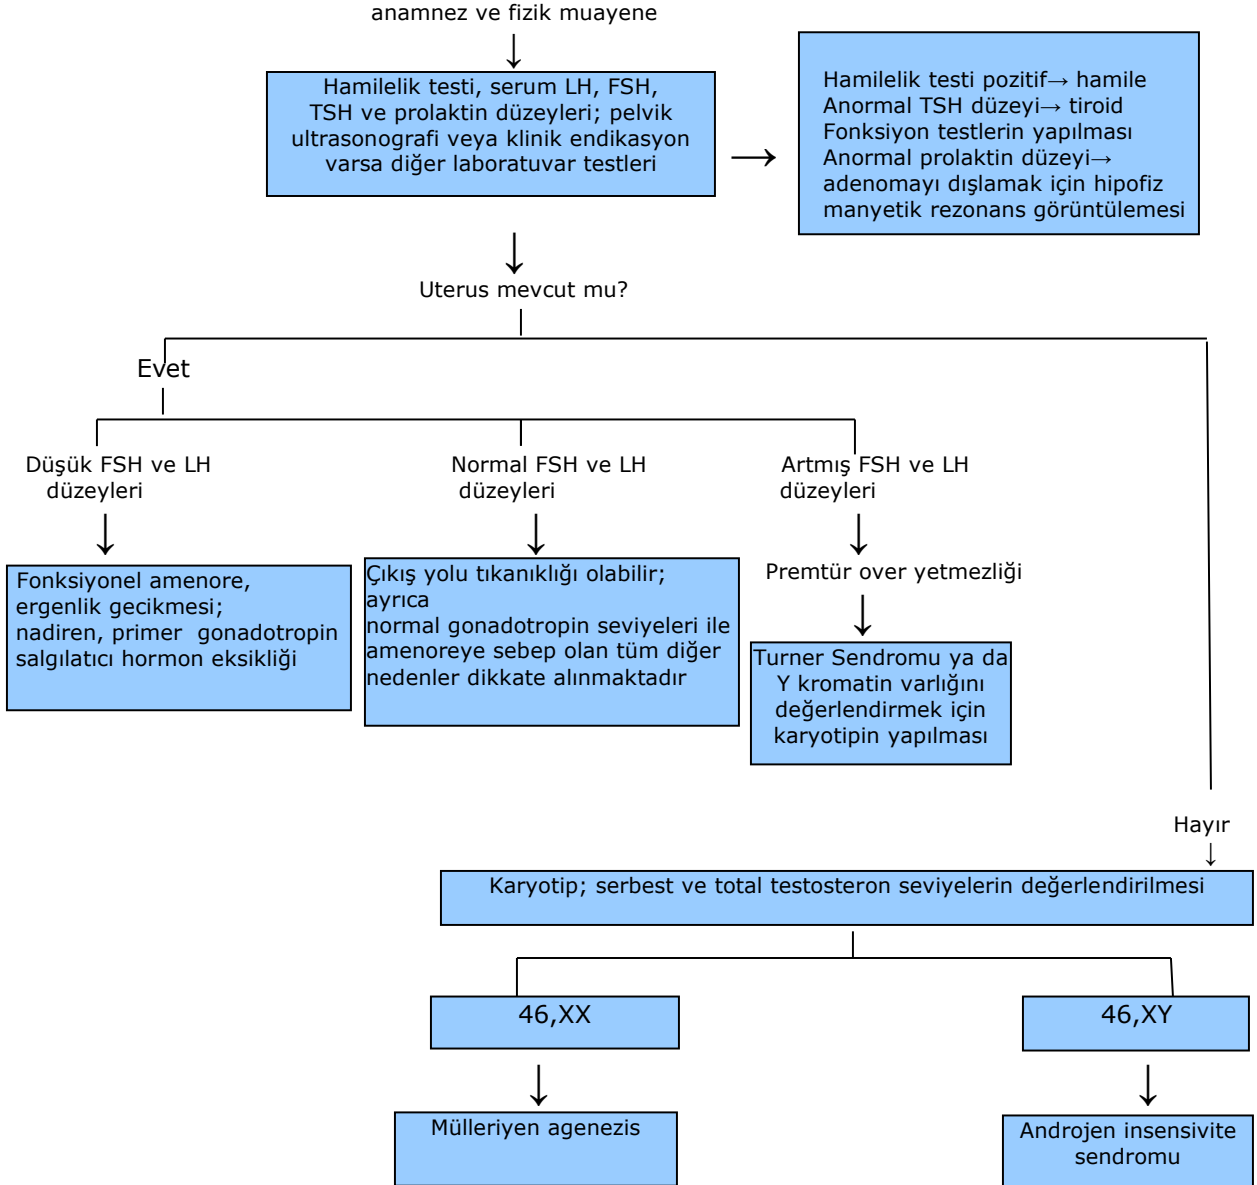 anamnez ve fizik muayene
Hamilelik testi, serum LH, FSH,
TSH ve prolaktin düzeyleri; pelvik
ultrasonografi veya klinik endikasyon
varsa diğer laboratuvar testleri
Hamilelik testi pozitif→ hamile
Anormal TSH düzeyi→ tiroid
Fonksiyon testlerin yapılması
Anormal prolaktin düzeyi→
adenomayı dışlamak için hipofiz
manyetik rezonans görüntülemesi
Uterus mevcut mu?
Evet
Düşük FSH ve LH
düzeyleri
Normal FSH ve LH
düzeyleri
Artmış FSH ve LH
düzeyleri
Fonksiyonel amenore,
ergenlik gecikmesi;
nadiren, primer gonadotropin
salgılatıcı hormon eksikliği
Çıkış yolu tıkanıklığı olabilir;
ayrıca
normal gonadotropin seviyeleri ile
amenoreye sebep olan tüm diğer
nedenler dikkate alınmaktadır
Premtür over yetmezliği
Turner Sendromu ya da
Y kromatin varlığını
değerlendirmek için
karyotipin yapılması
Hayır
Karyotip; serbest ve total testosteron seviyelerin değerlendirilmesi
46,XX
46,XY
Mülleriyen agenezis
Androjen insensivite
sendromu